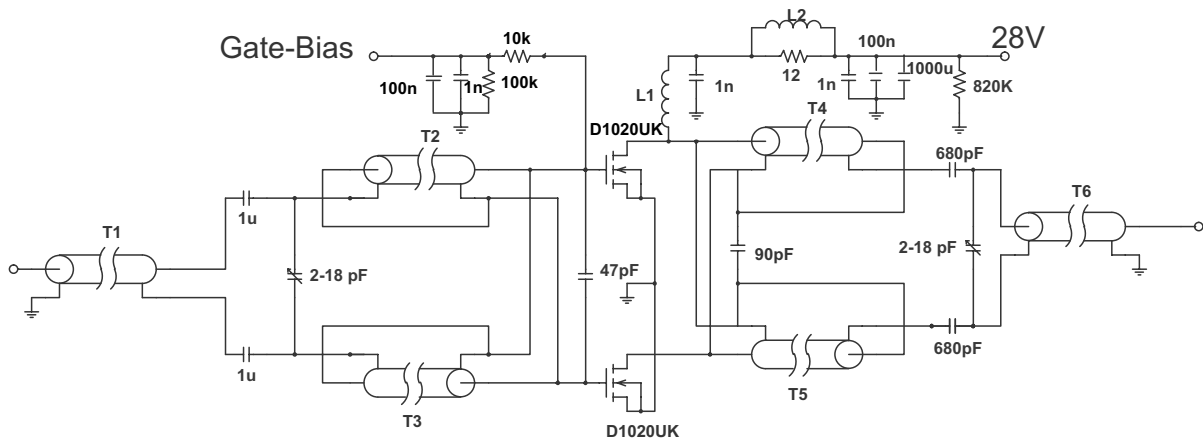 L2
Gate-Bias
10k
100n
28V
100n
1n
100k
L1
1n
12
1n
1000u
820K
D1020UK
T4
T2
680pF
1u
T6
T1
2-18 pF
47pF
90pF
2-18 pF
1u
680pF
T5
T3
D1020UK